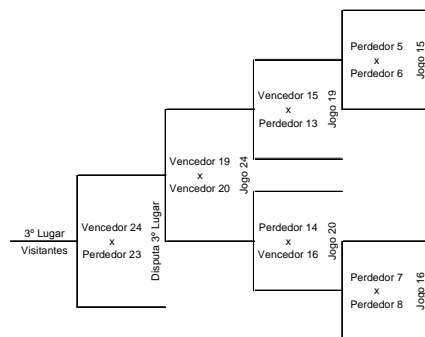 Perdedor 5
x
Perdedor 6
Jogo 15
Vencedor 15
x
Perdedor 13
Jogo 19
Vencedor 19
x
Vencedor 20
Jogo 24
3º Lugar
Visitantes
Vencedor 24
x
Perdedor 23
Disputa 3º Lugar
Perdedor 14
x
Vencedor 16
Jogo 20
Perdedor 7
x
Perdedor 8
Jogo 16